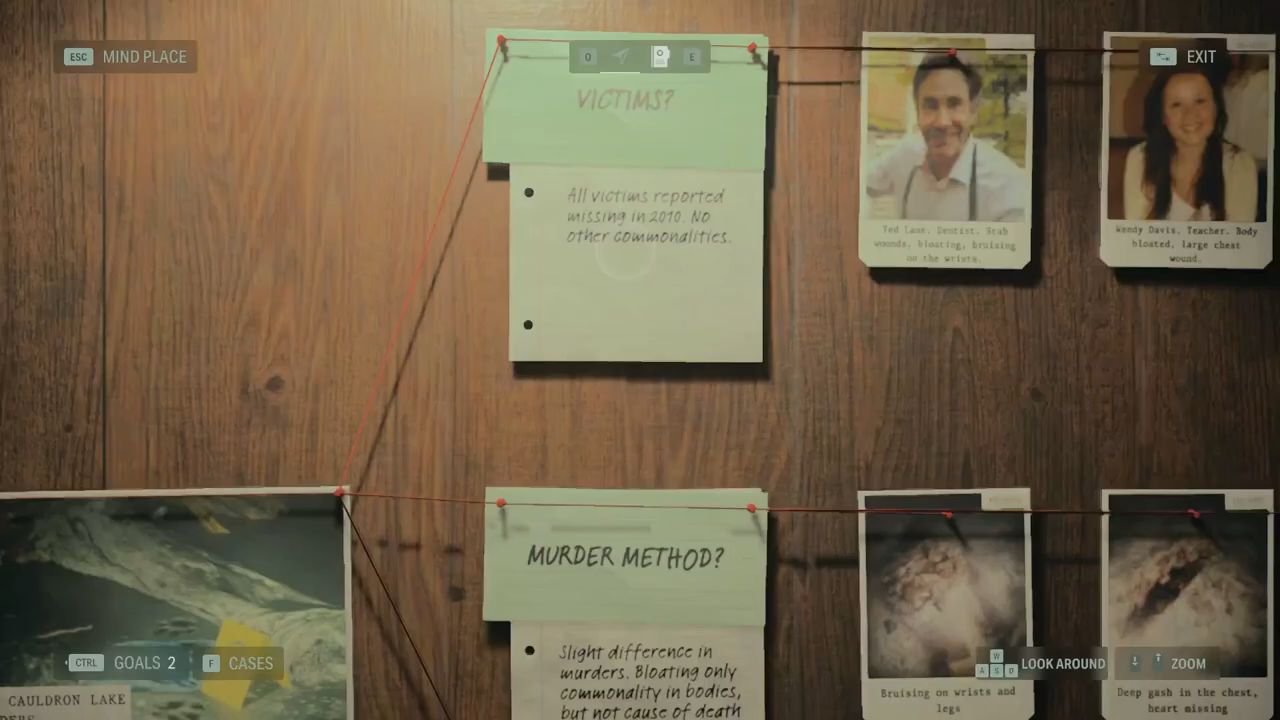 ESC MIND PLACE
Q
E
EXIT
VICTIMS?
All victims reported
missing in 2010. No
other commonalities.
Ted Lane. Dentist. Stab
wounds, bloating, bruising
on the wrists.
Wendy Davis. Teacher. Body
bloated, large chest
wound.
MURDER METHOD?
Slight difference in
murders. Bloating only
commonality in bodies,
but not cause of death
Bruising on wrists and
legs
Deep gash in the chest,
heart missing
CAULDRON LAKE
CTRL GOALS 2
F CASES
W
A S D LOOK AROUND
ZOOM